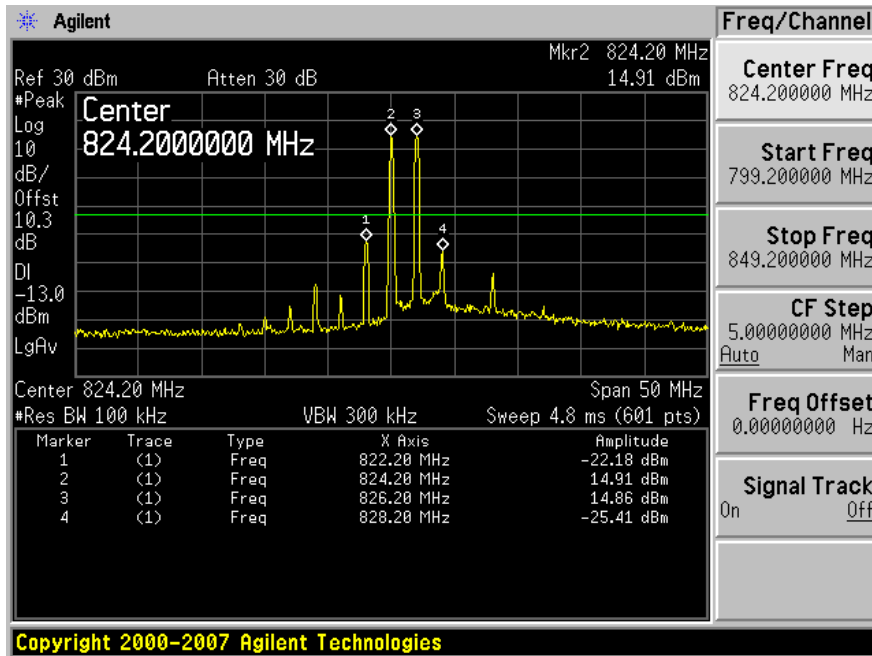 Agilent
Freq/Channel
Mkr2 824.20 MHz
Ref 30 dBm Atten 30 dB 14.91 dBm
#Peak
Log
10
dB/
Offst
10.3
dB
DI
-13.0
dBm
LgAv
Center
824.2000000 MHz
1
2
3
4
Center 824.20 MHz Span 50 MHz
#Res BW 100 kHz VBW 300 kHz Sweep 4.8 ms (601 pts)
Marker Trace Type X Axis Amplitude
1 (1) Freq 822.20 MHz -22.18 dBm
2 (1) Freq 824.20 MHz 14.91 dBm
3 (1) Freq 826.20 MHz 14.86 dBm
4 (1) Freq 828.20 MHz -25.41 dBm
Center Freq
824.200000 MHz
Start Freq
799.200000 MHz
Stop Freq
849.200000 MHz
CF Step
5.00000000 MHz
Auto Man
Freq Offset
0.00000000 Hz
Signal Track
On Off
Copyright 2000-2007 Agilent Technologies